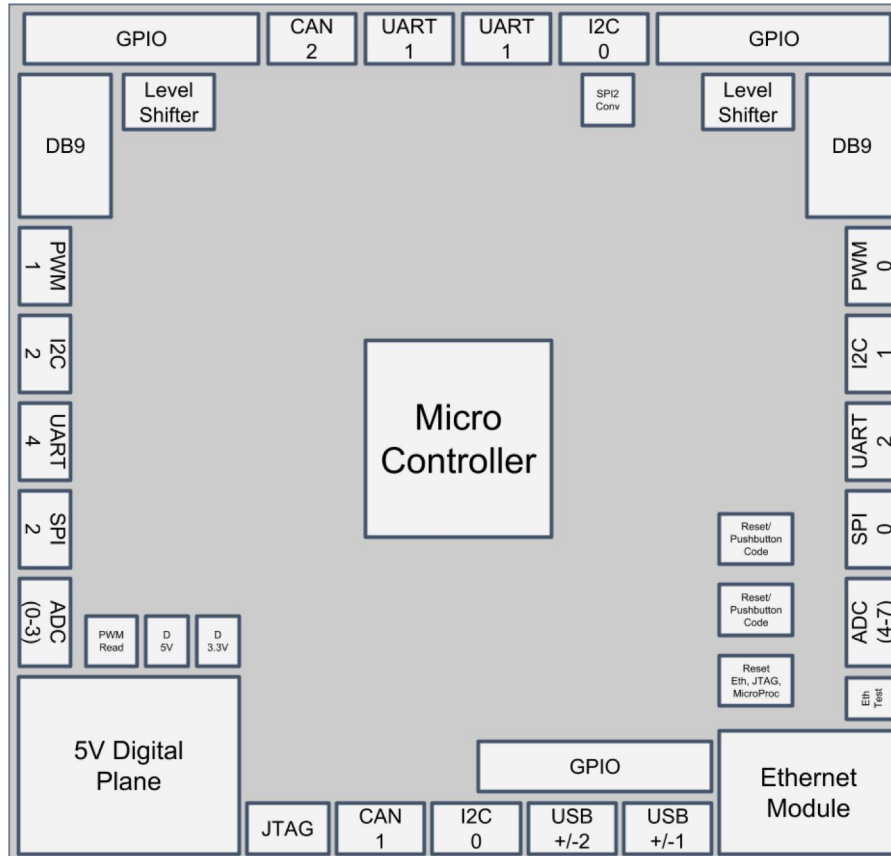 GPIO
CAN
2
UART
1
UART
1
I2C
0
GPIO
DB9
Level
Shifter
SPI2
Conv
Level
Shifter
DB9
PWM
1
PWM
0
I2C
2
I2C
1
Micro
Controller
UART
4
UART
2
SPI
2
Reset/
Pushbutton
Code
SPI
0
ADC
(0-3)
PWM
Read
D
5V
D
3.3V
Reset/
Pushbutton
Code
ADC
(4-7)
Reset
Eth, JTAG,
MicroProc
Eth
Test
5V Digital
Plane
GPIO
Ethernet
Module
JTAG
CAN
1
I2C
0
USB
+/-2
USB
+/-1